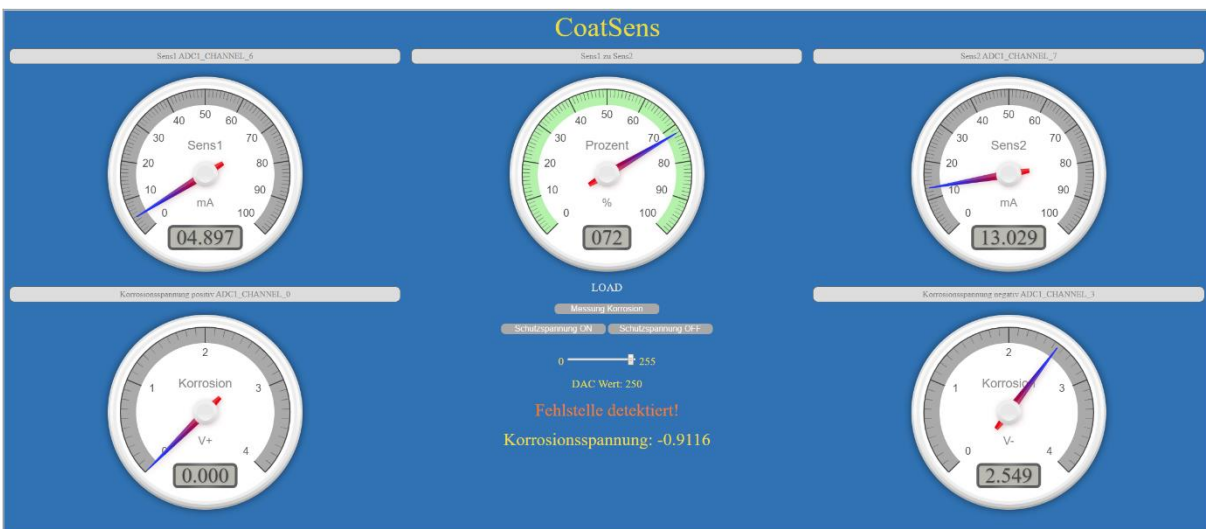 CoatSens
Sens1 ADC1_CHANNEL_6
Sens1 zu Sens2
Sens2 ADC1_CHANNEL_7
0
10
20
30
40
50
60
70
80
90
100
Sens1
mA
04.897
0
10
20
30
40
50
60
70
80
90
100
Prozent
%
072
0
10
20
30
40
50
60
70
80
90
100
Sens2
mA
13.029
Korrosionsspannung positiv ADC1_CHANNEL_0
LOAD
Messung Korrosion
Schutzspannung ON Schutzspannung OFF
0 255
DAC Wert: 250
Fehlstelle detektiert!
Korrosionsspannung: -0.9116
Korrosionsspannung negativ ADC1_CHANNEL_3
0
1
2
3
4
Korrosion
V+
0.000
0
1
2
3
4
Korrosion
V-
2.549